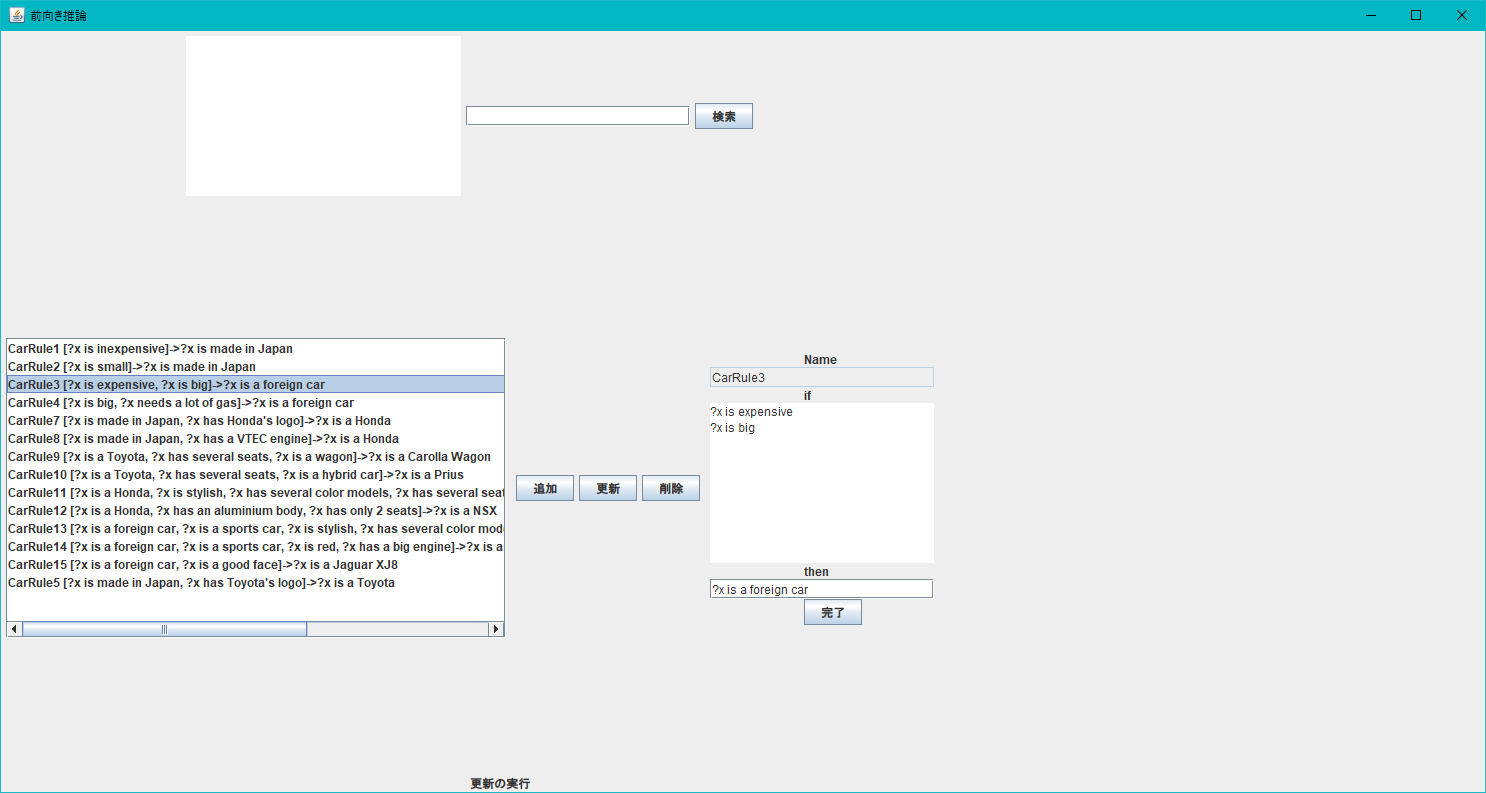 前向き推論
検索
CarRule1 [?x is inexpensive]->?x is made in Japan
CarRule2 [?x is small]->?x is made in Japan
CarRule3 [?x is expensive, ?x is big]->?x is a foreign car
CarRule4 [?x is big, ?x needs a lot of gas]->?x is a foreign car
CarRule7 [?x is made in Japan, ?x has Honda's logo]->?x is a Honda
CarRule8 [?x is made in Japan, ?x has a VTEC engine]->?x is a Honda
CarRule9 [?x is a Toyota, ?x has several seats, ?x is a wagon]->?x is a Carolla Wagon
CarRule10 [?x is a Toyota, ?x has several seats, ?x is a hybrid car]->?x is a Prius
CarRule11 [?x is a Honda, ?x is stylish, ?x has several color models, ?x has several seat
CarRule12 [?x is a Honda, ?x has an aluminium body, ?x has only 2 seats]->?x is a NSX
CarRule13 [?x is a foreign car, ?x is a sports car, ?x is stylish, ?x has several color mod
CarRule14 [?x is a foreign car, ?x is a sports car, ?x is red, ?x has a big engine]->?x is a
CarRule15 [?x is a foreign car, ?x is a good face]->?x is a Jaguar XJ8
CarRule5 [?x is made in Japan, ?x has Toyota's logo]->?x is a Toyota
追加
更新
削除
Name
CarRule3
if
?x is expensive
?x is big
then
?x is a foreign car
完了
更新の実行